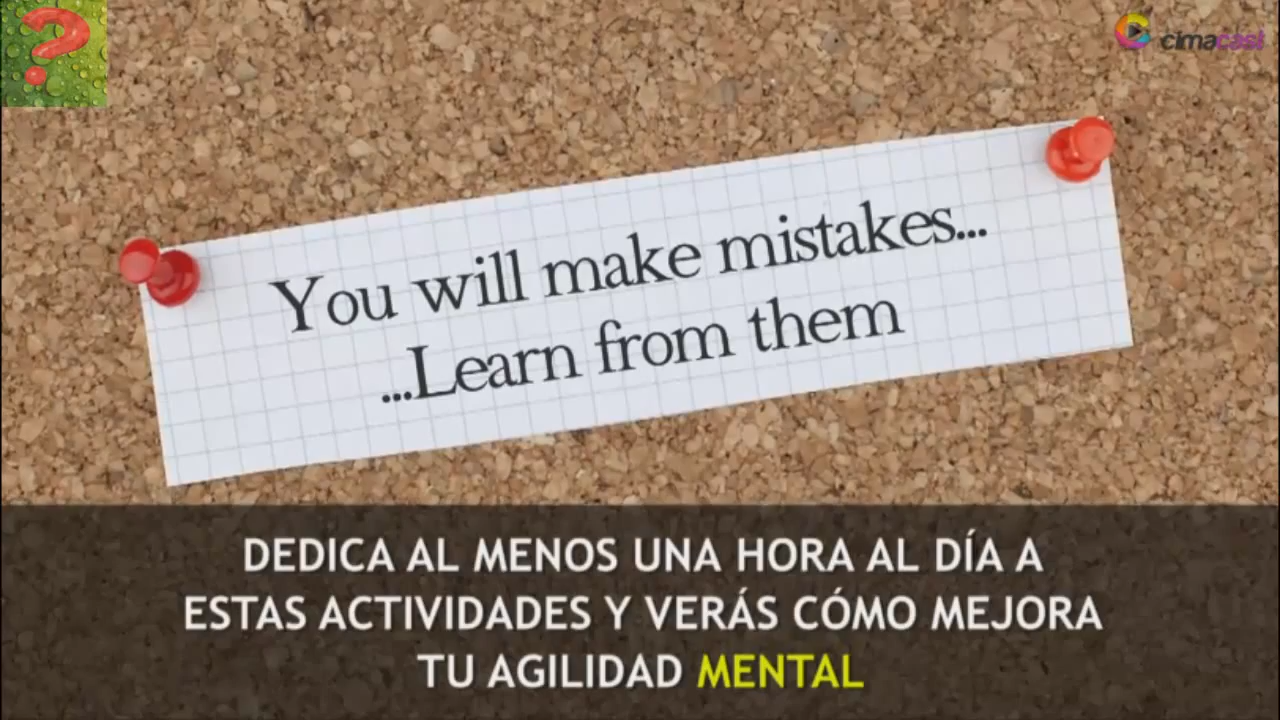 ?
cimacast
You will make mistakes...
...Learn from them
DEDICA AL MENOS UNA HORA AL DÍA A
ESTAS ACTIVIDADES Y VERÁS CÓMO MEJORA
TU AGILIDAD MENTAL